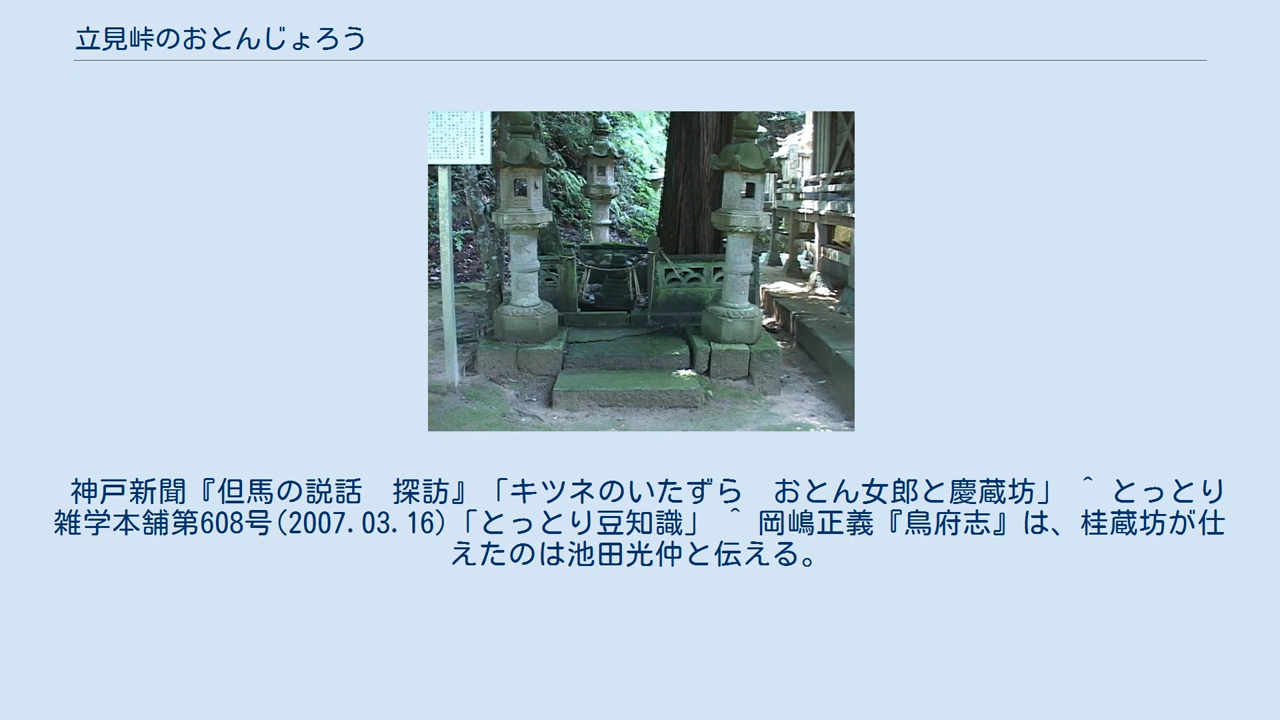 立見峠のおとんじょろう
神戸新聞『但馬の説話　探訪』「キツネのいたずら　おとん女郎と慶蔵坊」 ^ とっとり
雑学本舗第608号(2007.03.16)「とっとり豆知識」 ^ 岡嶋正義『鳥府志』は、桂蔵坊が仕
えたのは池田光仲と伝える。